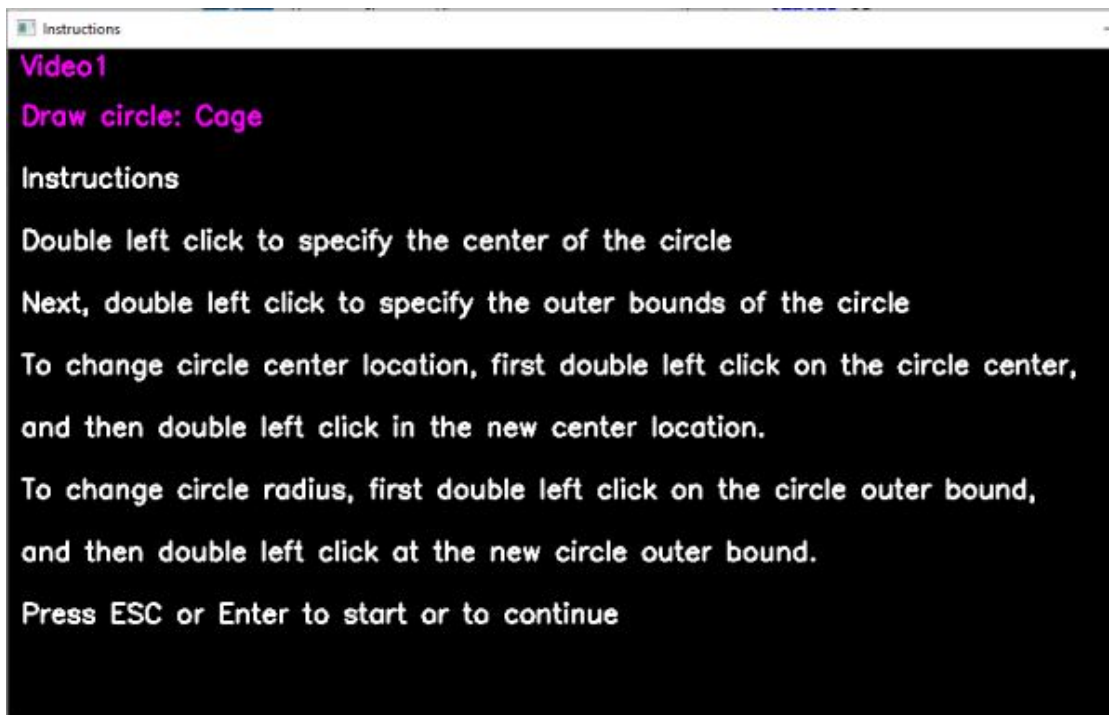 Instructions
Video1
Draw circle: Cage
Instructions
Double left click to specify the center of the circle
Next, double left click to specify the outer bounds of the circle
To change circle center location, first double left click on the circle center,
and then double left click in the new center location.
To change circle radius, first double left click on the circle outer bound,
and then double left click at the new circle outer bound.
Press ESC or Enter to start or to continue